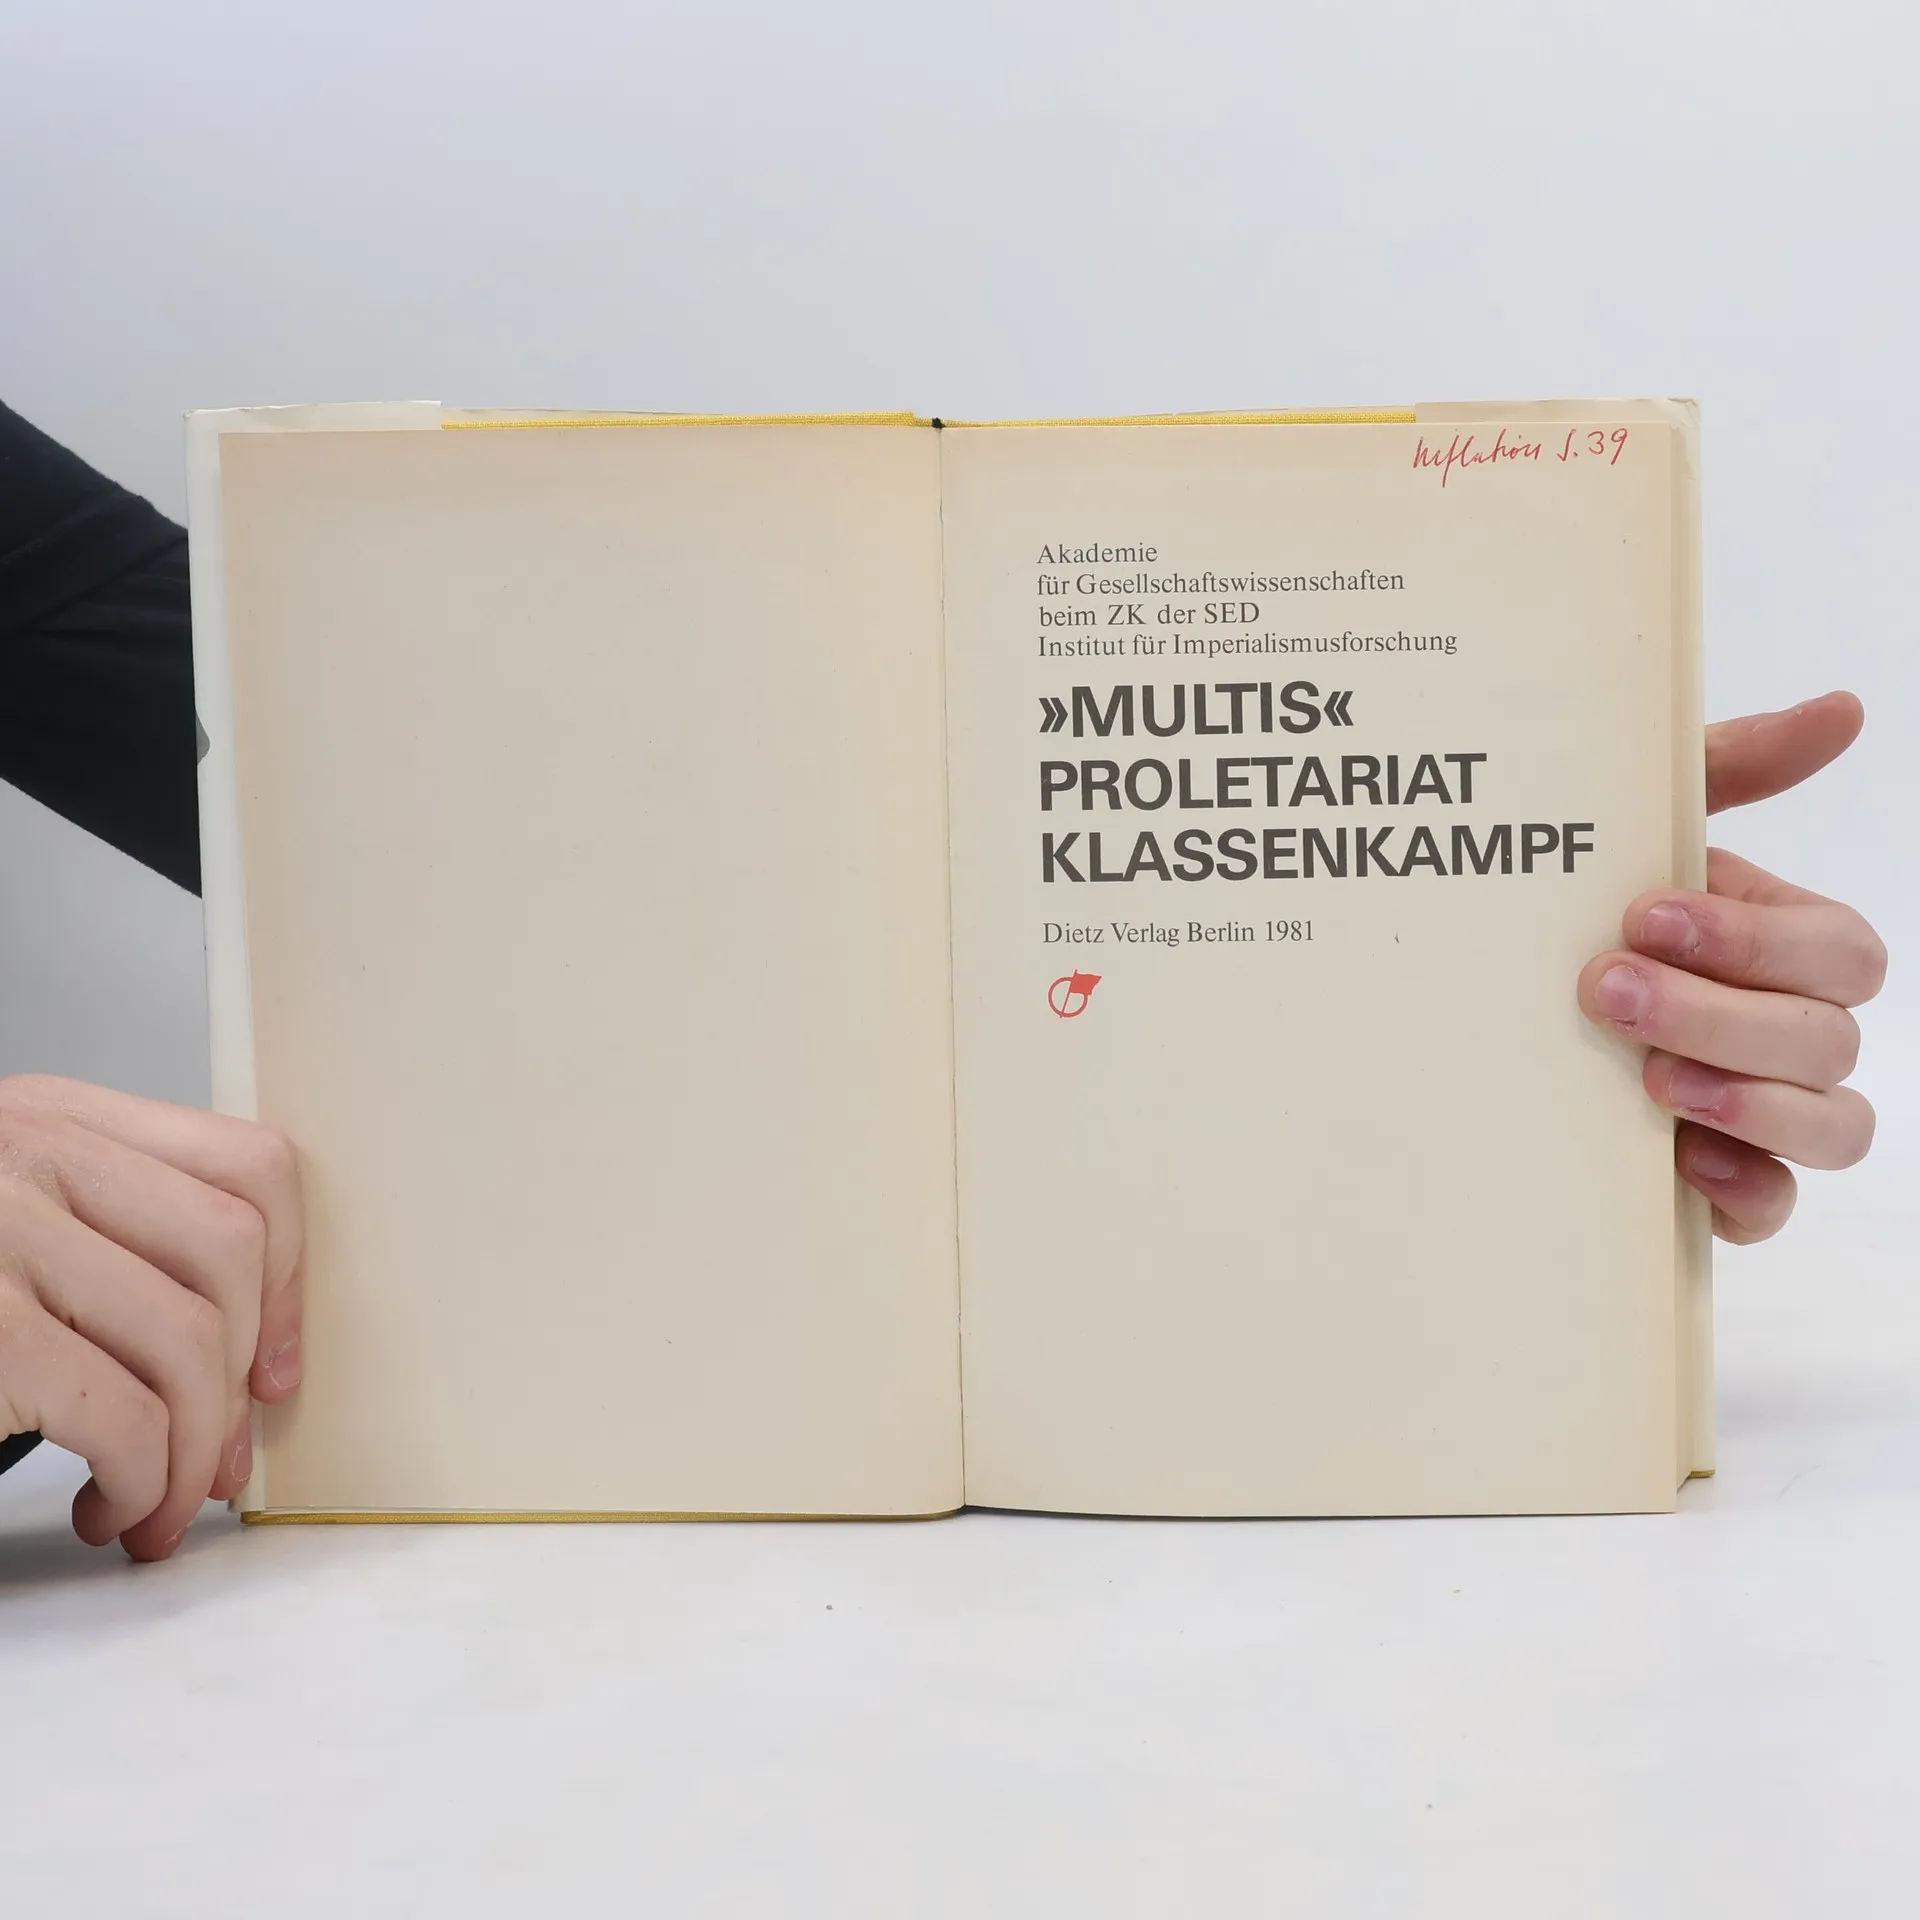 Inflation S. 39
Akademie
für Gesellschaftswissenschaften
beim ZK der SED
Institut für Imperialismusforschung
»MULTIS«
PROLETARIAT
KLASSENKAMPF
Dietz Verlag Berlin 1981